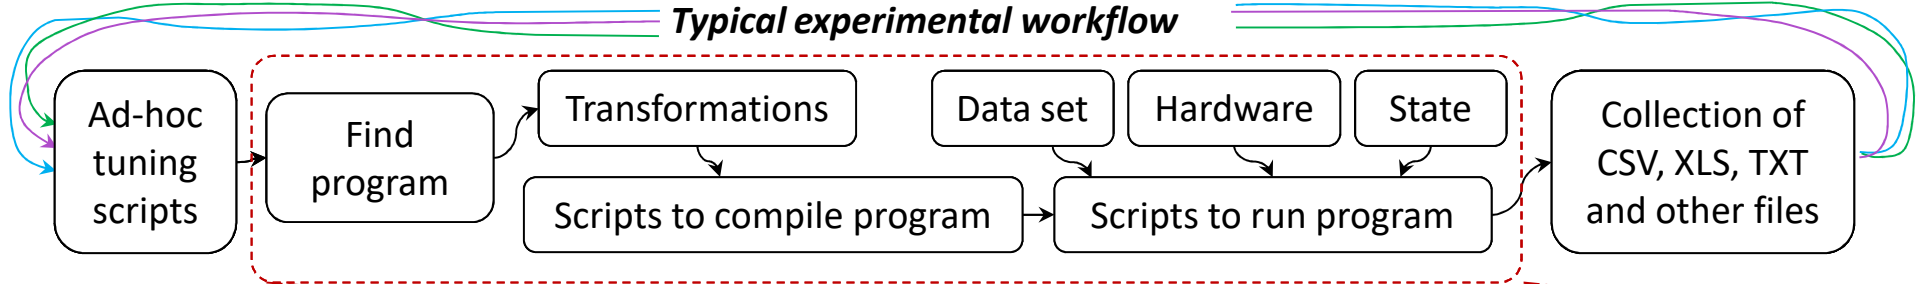 Typical experimental workflow
Ad-hoc
tuning
scripts
Find
program
Transformations
Data set
Hardware
State
Scripts to compile program
Scripts to run program
Collection of
CSV, XLS, TXT
and other files